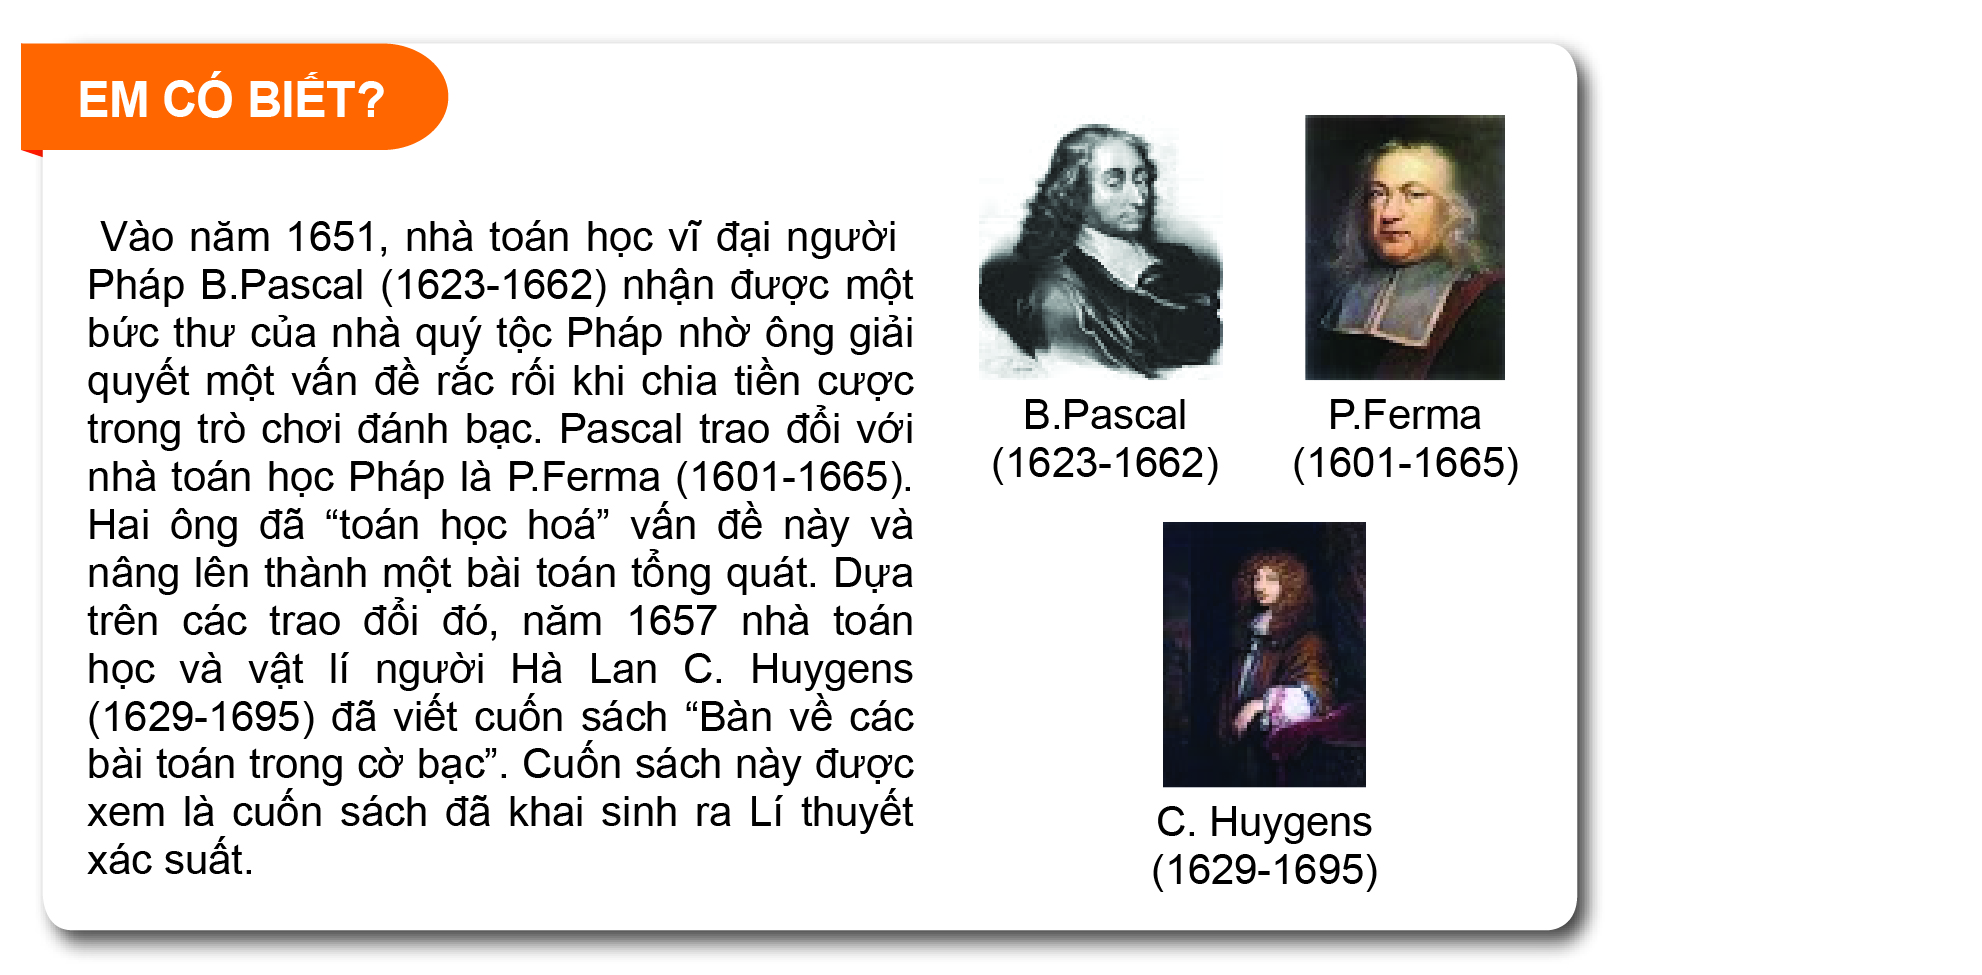 EM CÓ BIẾT?
Vào năm 1651, nhà toán học vĩ đại người
Pháp B.Pascal (1623-1662) nhận được một
bức thư của nhà quý tộc Pháp nhờ ông giải
quyết một vấn đề rắc rối khi chia tiền cược
trong trò chơi đánh bạc. Pascal trao đổi với
nhà toán học Pháp là P.Ferma (1601-1665).
Hai ông đã “toán học hoá” vấn đề này và
nâng lên thành một bài toán tổng quát. Dựa
trên các trao đổi đó, năm 1657 nhà toán
học và vật lí người Hà Lan C. Huygens
(1629-1695) đã viết cuốn sách “Bàn về các
bài toán trong cờ bạc”. Cuốn sách này được
xem là cuốn sách đã khai sinh ra Lí thuyết
xác suất.
B.Pascal
(1623-1662)
P.Ferma
(1601-1665)
C. Huygens
(1629-1695)